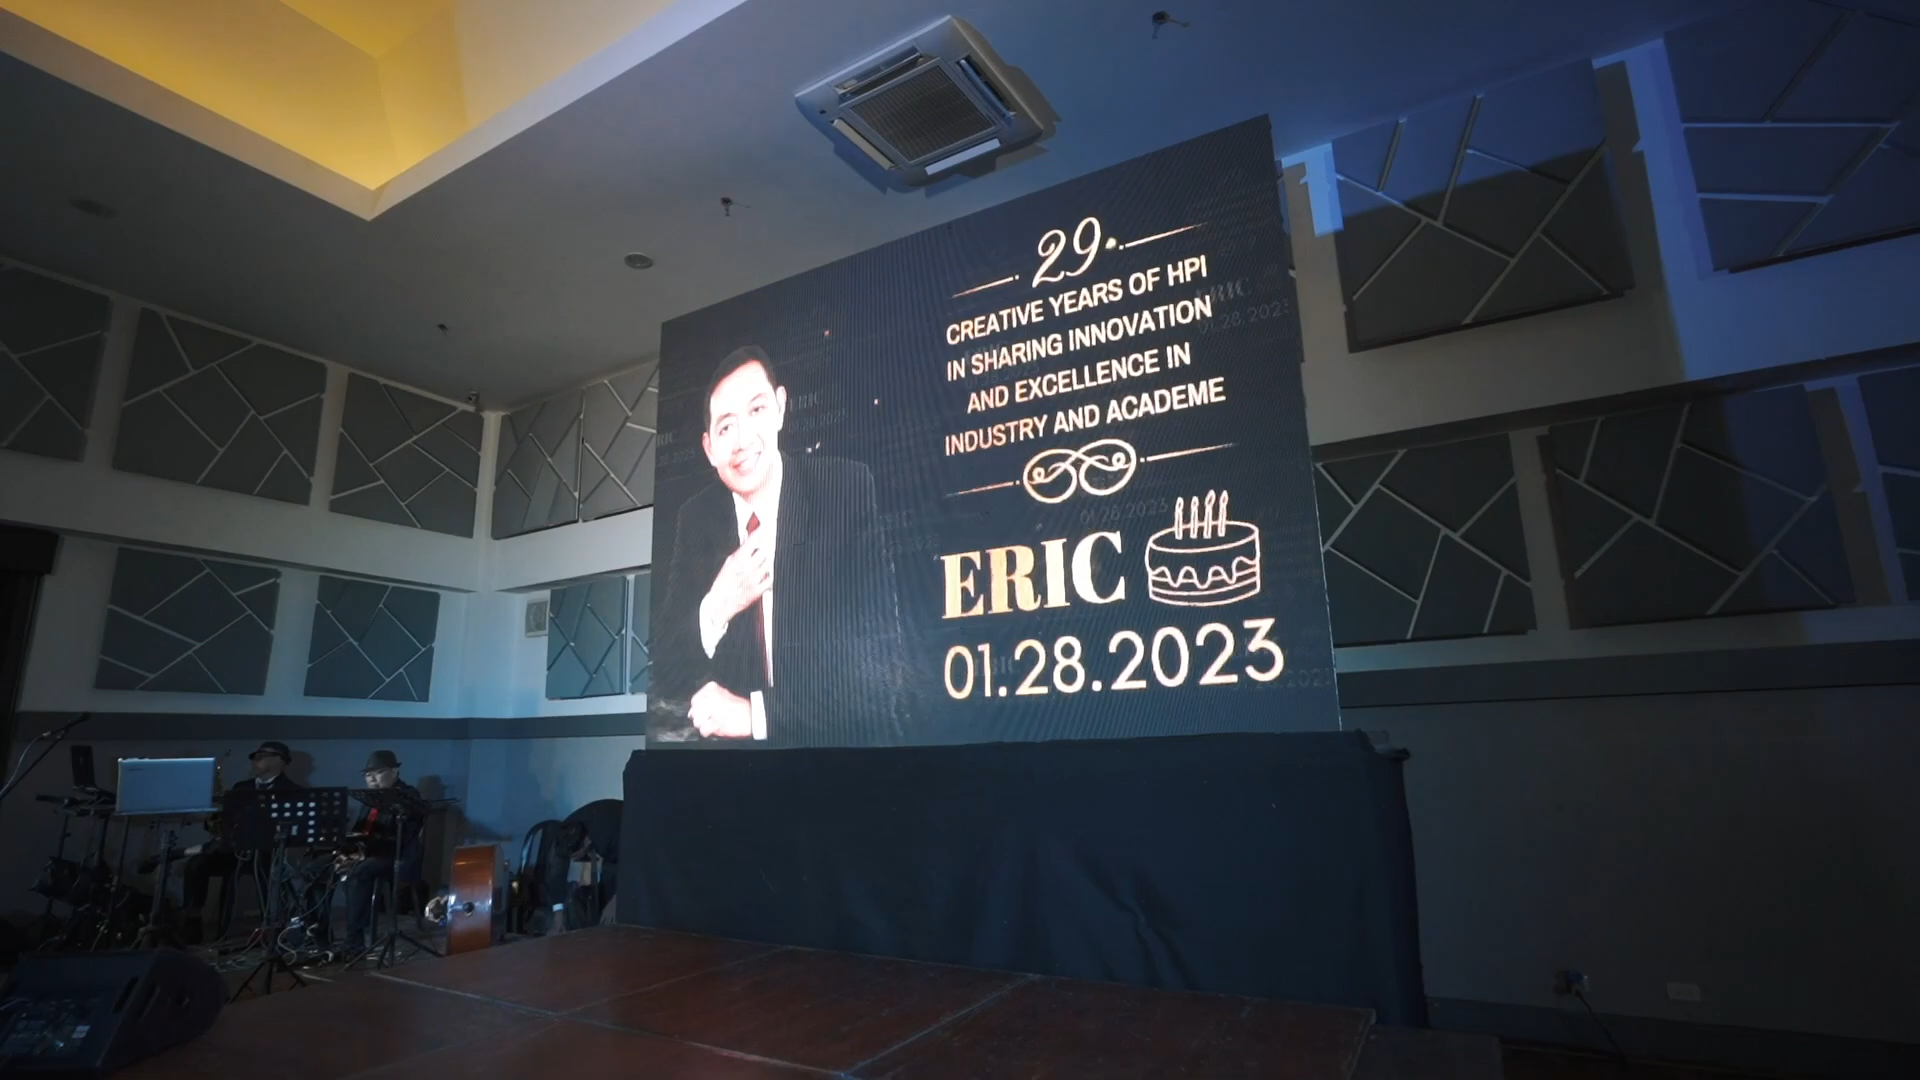 29
CREATIVE YEARS OF HPI
IN SHARING INNOVATION
AND EXCELLENCE IN
INDUSTRY AND ACADEME
ERIC
01.28.2023